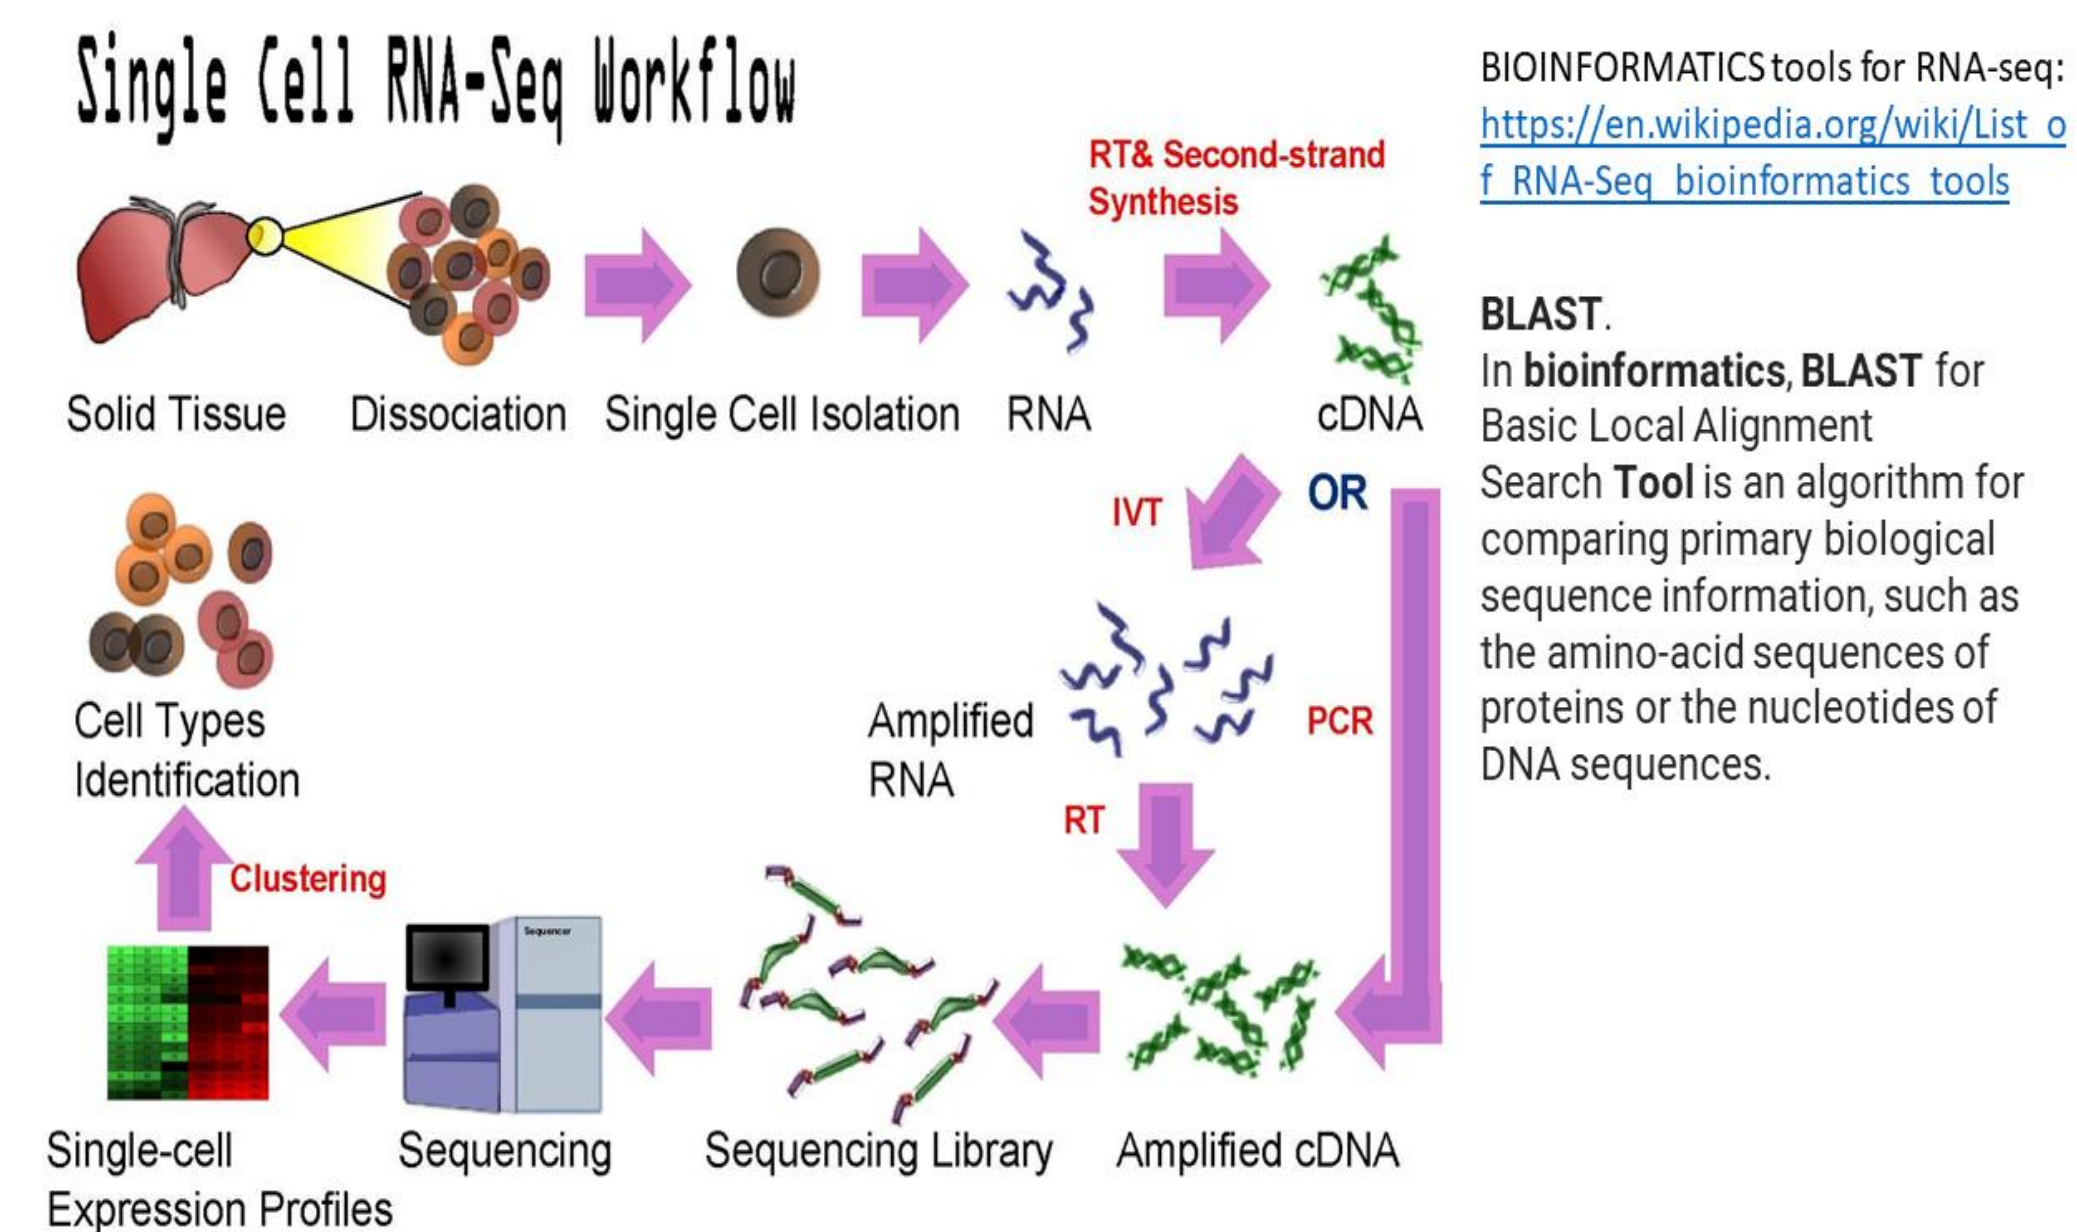 Single Cell RNA-Seq Workflow
RT& Second-strand
Synthesis
Solid Tissue
Dissociation
Single Cell Isolation
RNA
cDNA
IVT
OR
Amplified
RNA
PCR
RT
Cell Types
Identification
Clustering
Sequencer
Single-cell
Expression Profiles
Sequencing
Sequencing Library
Amplified cDNA
BIOINFORMATICS tools for RNA-seq:
https://en.wikipedia.org/wiki/List_o
f_RNA-Seq_bioinformatics_tools
BLAST.
In bioinformatics, BLAST for
Basic Local Alignment
Search Tool is an algorithm for
comparing primary biological
sequence information, such as
the amino-acid sequences of
proteins or the nucleotides of
DNA sequences.